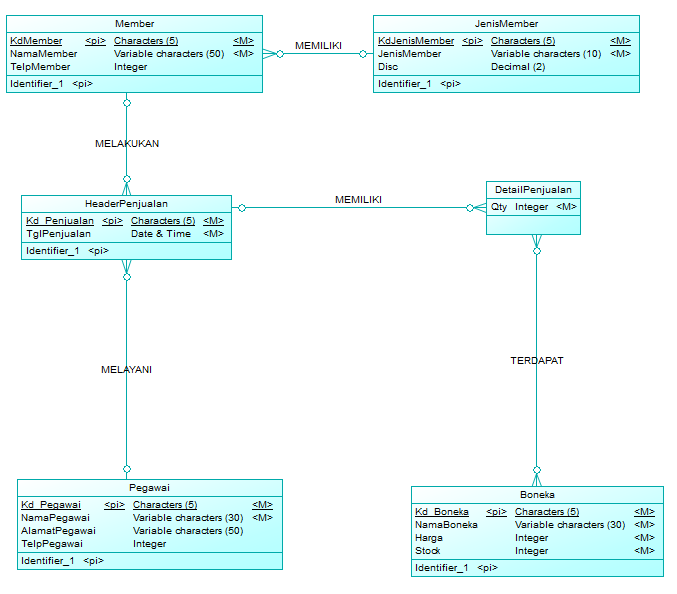 Member
KdMember <pi> Characters (5) <M>
NamaMember Variable characters (50) <M>
TelpMember Integer
Identifier_1 <pi>
MEMILIKI
JenisMember
KdJenisMember <pi> Characters (5) <M>
JenisMember Variable characters (10) <M>
Disc Decimal (2)
Identifier_1 <pi>
MELAKUKAN
HeaderPenjualan
Kd_Penjualan <pi> Characters (5) <M>
TglPenjualan Date & Time <M>
Identifier_1 <pi>
MEMILIKI
DetailPenjualan
Qty Integer <M>
MELAYANI
TERDAPAT
Pegawai
Kd_Pegawai <pi> Characters (5) <M>
NamaPegawai Variable characters (30) <M>
AlamatPegawai Variable characters (50)
TelpPegawai Integer
Identifier_1 <pi>
Boneka
Kd_Boneka <pi> Characters (5) <M>
NamaBoneka Variable characters (30) <M>
Harga Integer <M>
Stock Integer <M>
Identifier_1 <pi>